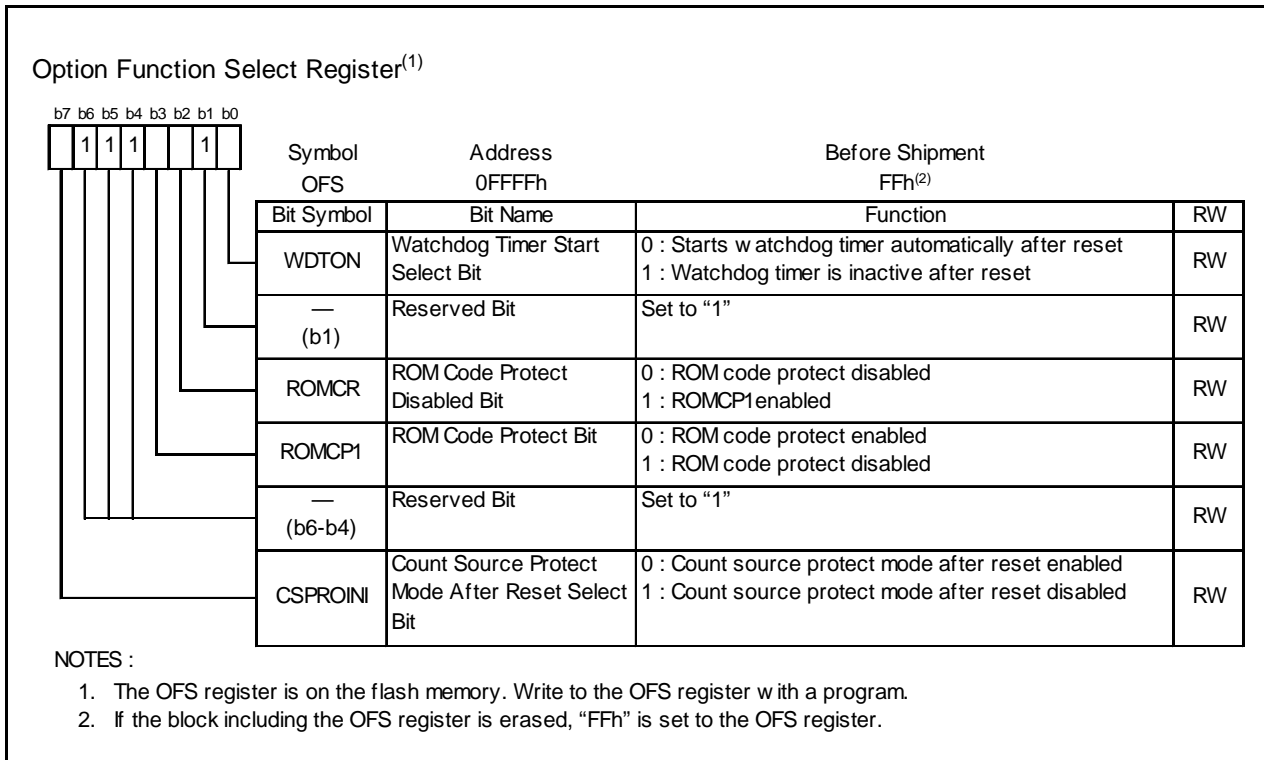 Option Function Select Register(1)
b7 b6 b5 b4 b3 b2 b1 b0
1 1 1 1
Symbol Address Before Shipment
OFS 0FFFFh FFh(2)
Bit Symbol Bit Name Function RW
WDTON
Watchdog Timer Start
Select Bit
0 : Starts watchdog timer automatically after reset
1 : Watchdog timer is inactive after reset
RW
—
(b1)
Reserved Bit
Set to “1”
RW
ROMCR
ROM Code Protect
Disabled Bit
0 : ROM code protect disabled
1 : ROMCP1 enabled
RW
ROMCP1
ROM Code Protect Bit
0 : ROM code protect enabled
1 : ROM code protect disabled
RW
—
(b6-b4)
Reserved Bit
Set to “1”
RW
CSPROINI
Count Source Protect
Mode After Reset Select
Bit
0 : Count source protect mode after reset enabled
1 : Count source protect mode after reset disabled
RW
NOTES :
1. The OFS register is on the flash memory. Write to the OFS register with a program.
2. If the block including the OFS register is erased, “FFh” is set to the OFS register.